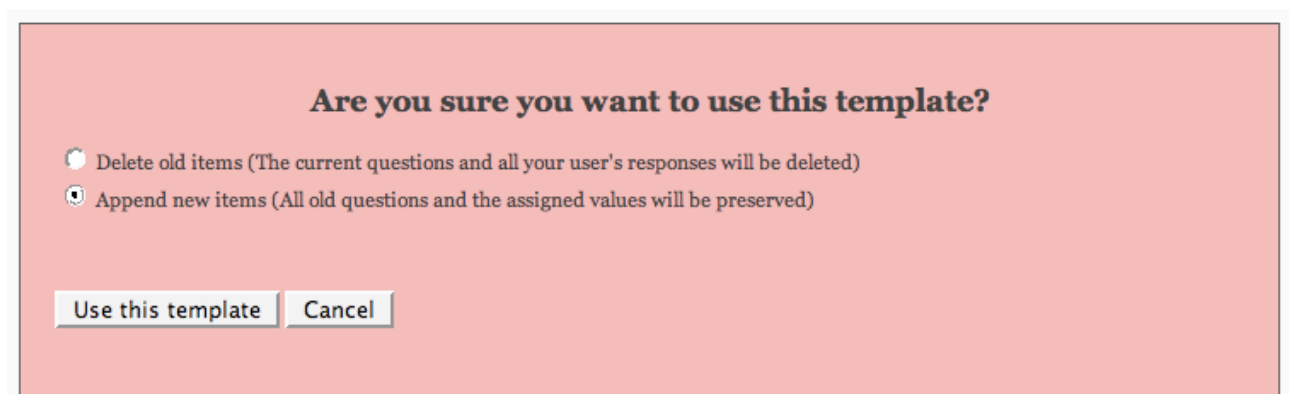 Are you sure you want to use this template?
Delete old items (The current questions and all your user's responses will be deleted)
Append new items (All old questions and the assigned values will be preserved)
Use this template Cancel